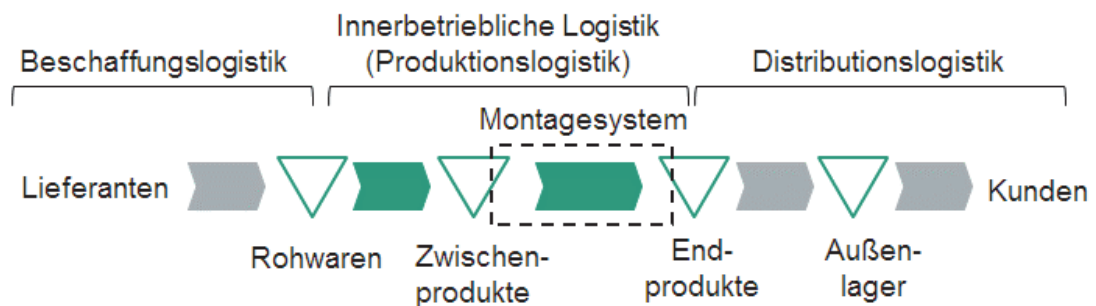 Innerbetriebliche Logistik
Beschaffungslogistik
(Produktionslogistik)
Distributionslogistik
Montagesystem
Lieferanten
Kunden
Rohwaren
Zwischen-
produkte
End-
produkte
Außen-
lager